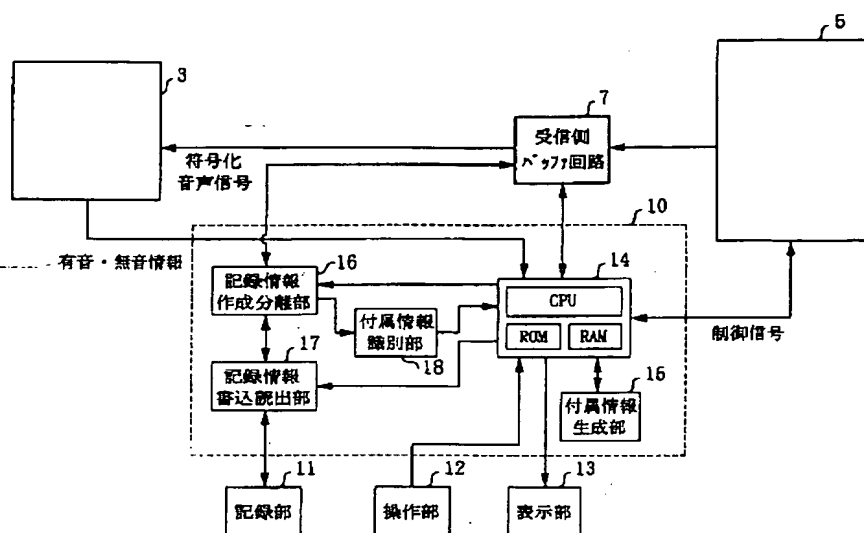 5
3
7
受信側
バッファ回路
符号化
音声信号
10
有音・無音情報
16
記録情報
作成分離部
14
CPU
ROM
RAM
付属情報
識別部
18
制御信号
17
記録情報
書込読出部
15
付属情報
生成部
11
記録部
12
操作部
13
表示部